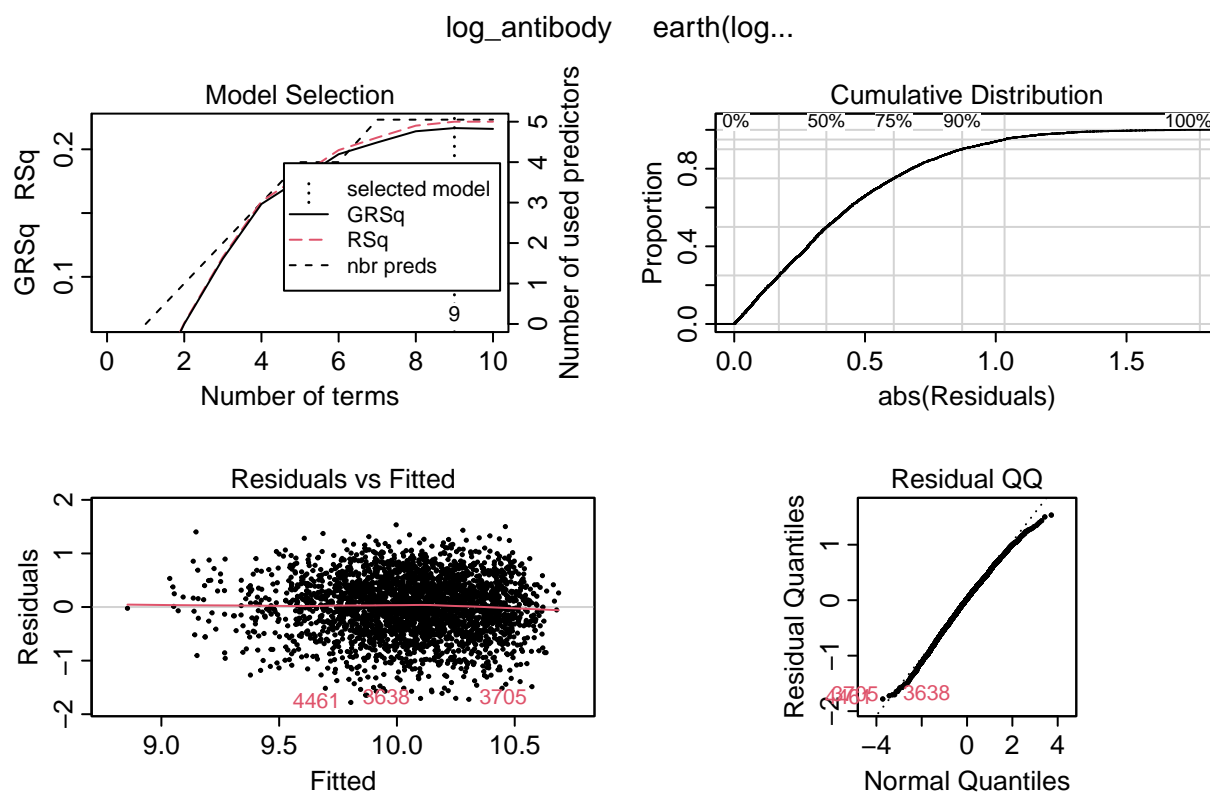 log_antibody earth(log...
Model Selection
GRSq RSq
0.1 0.2
Number of used predictors
0 1 2 3 4 5
selected model
GRSq
RSq
nbr preds
9
0 2 4 6 8 10
Number of terms
Cumulative Distribution
0% 50% 75% 90% 100%
Proportion
0.0 0.4 0.8
0.0 0.5 1.0 1.5
abs(Residuals)
Residuals vs Fitted
Residuals
−2 −1 0 1 2
4461 3638 3705
9.0 9.5 10.0 10.5
Fitted
Residual QQ
Residual Quantiles
−2 −1 0 1
4461 3705 3638
−4 0 2 4
Normal Quantiles